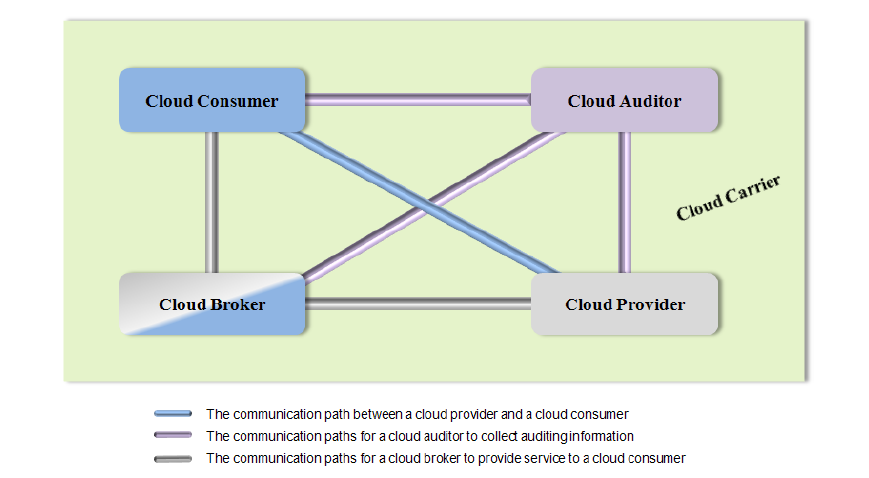 Cloud Consumer
Cloud Auditor
Cloud Carrier
Cloud Broker
Cloud Provider
The communication path between a cloud provider and a cloud consumer
The communication paths for a cloud auditor to collect auditing information
The communication paths for a cloud broker to provide service to a cloud consumer